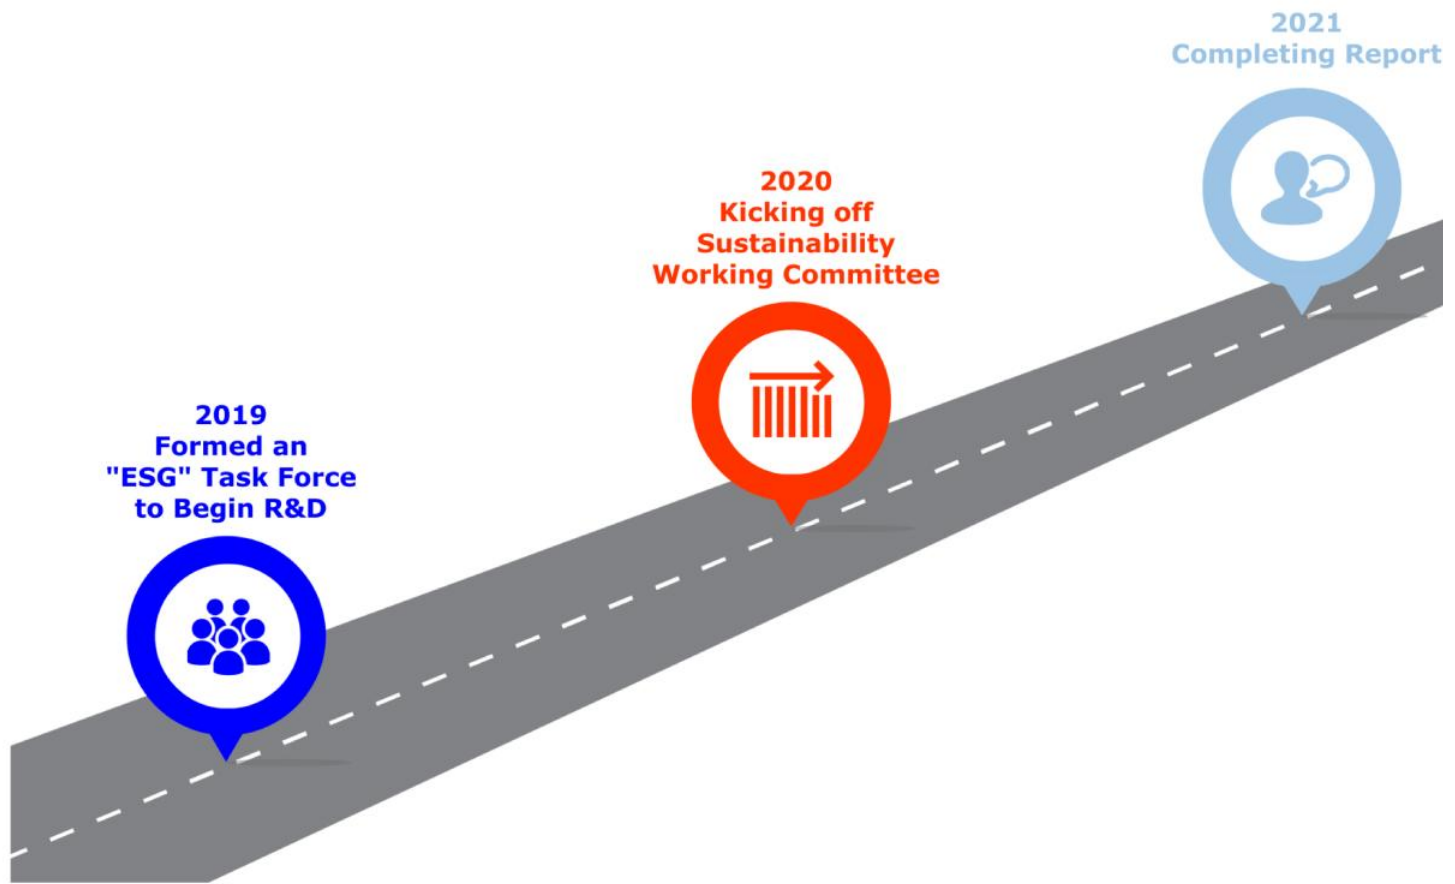 2021
Completing Report
2020
Kicking off
Sustainability
Working Committee
2019
Formed an
"ESG" Task Force
to Begin R&D